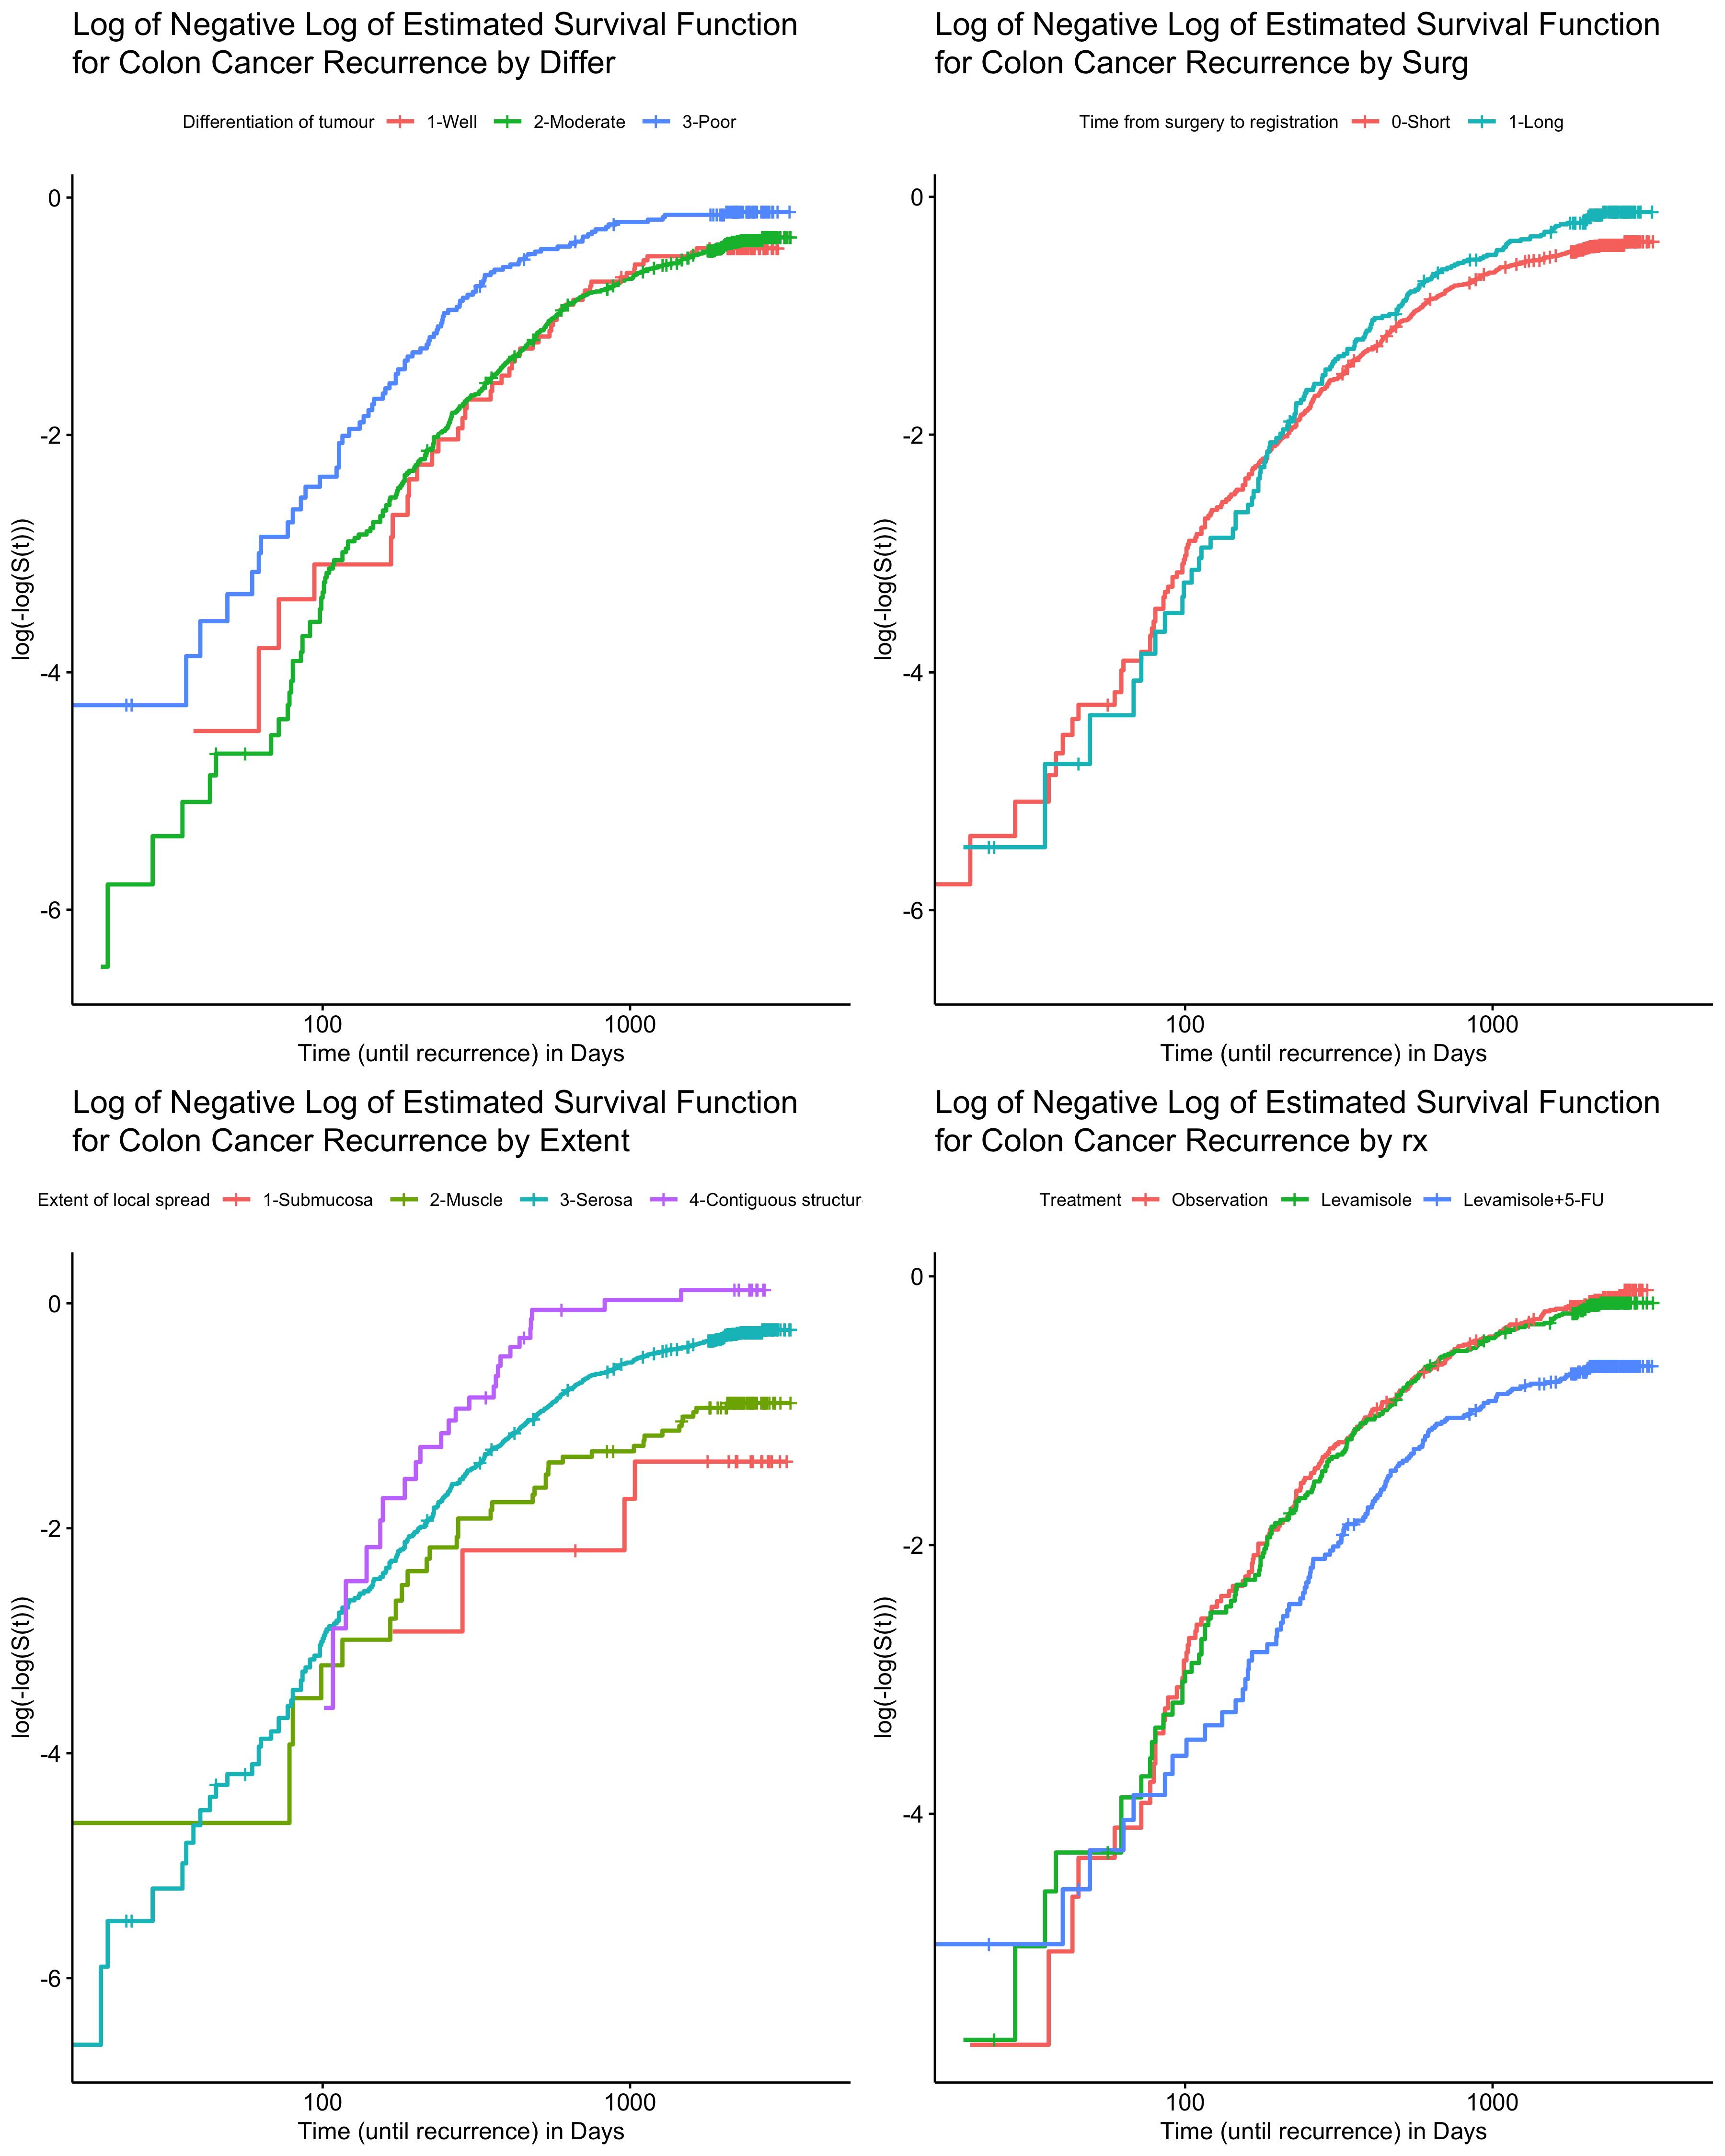 Log of Negative Log of Estimated Survival Function
for Colon Cancer Recurrence by Differ
Differentiation of tumour 1-Well 2-Moderate 3-Poor
0
-2
-4
-6
log(-log(S(t)))
100 1000
Time (until recurrence) in Days
Log of Negative Log of Estimated Survival Function
for Colon Cancer Recurrence by Surg
Time from surgery to registration 0-Short 1-Long
0
-2
-4
-6
log(-log(S(t)))
100 1000
Time (until recurrence) in Days
Log of Negative Log of Estimated Survival Function
for Colon Cancer Recurrence by Extent
Extent of local spread 1-Submucosa 2-Muscle 3-Serosa 4-Contiguous structur
0
-2
-4
-6
log(-log(S(t)))
100 1000
Time (until recurrence) in Days
Log of Negative Log of Estimated Survival Function
for Colon Cancer Recurrence by rx
Treatment Observation Levamisole Levamisole+5-FU
0
-2
-4
log(-log(S(t)))
100 1000
Time (until recurrence) in Days